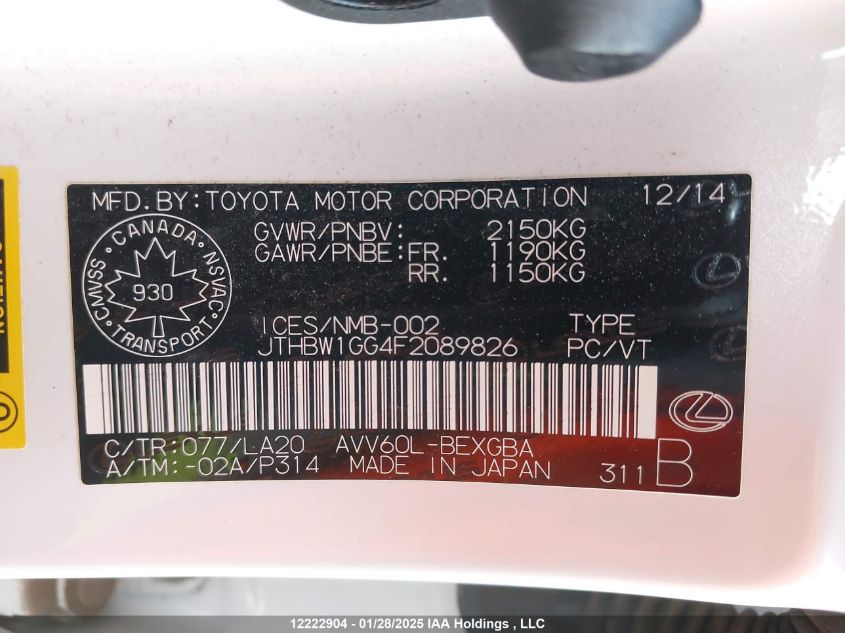 MFD.BY:TOYOTA MOTOR CORPORATION 12/14
GVWR/PNBV: 2150KG
GAWR/PNBE:FR. 1190KG
RR. 1150KG
CANADA
CMVSS NSVAC
930
TRANSPORT
ICES/NMB-002 TYPE
JTHBW1GG4F2089826 PC/VT
C/TR:077/LA20 AVV60L-BEXGBA
A/TM:-02A/P314 MADE IN JAPAN 311 B
12222904 - 01/28/2025 IAA Holdings , LLC